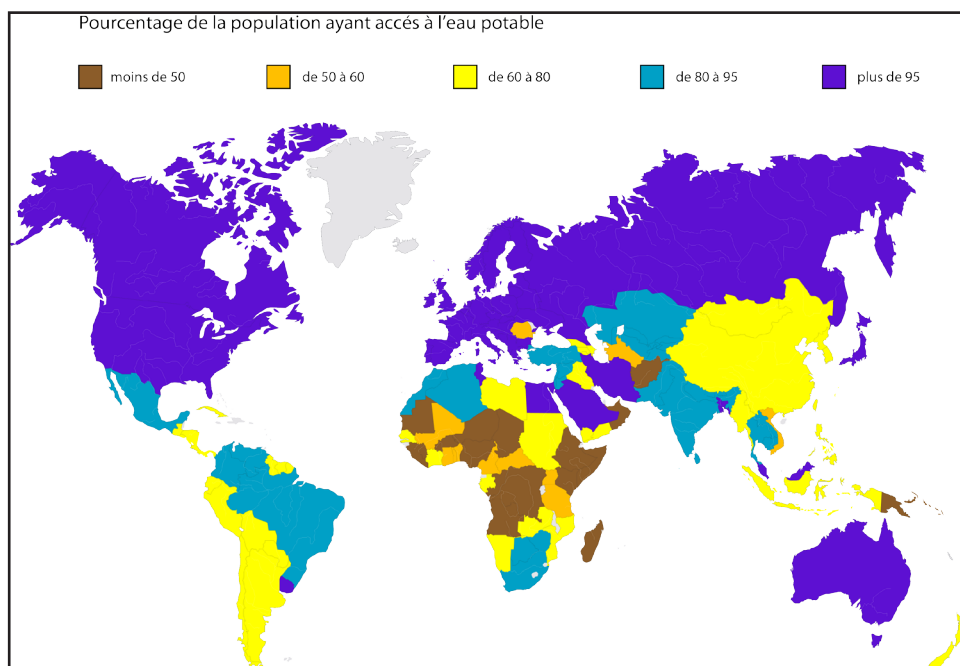 Pourcentage de la population ayant accés à l’eau potable
moins de 50
de 50 à 60
de 60 à 80
de 80 à 95
plus de 95